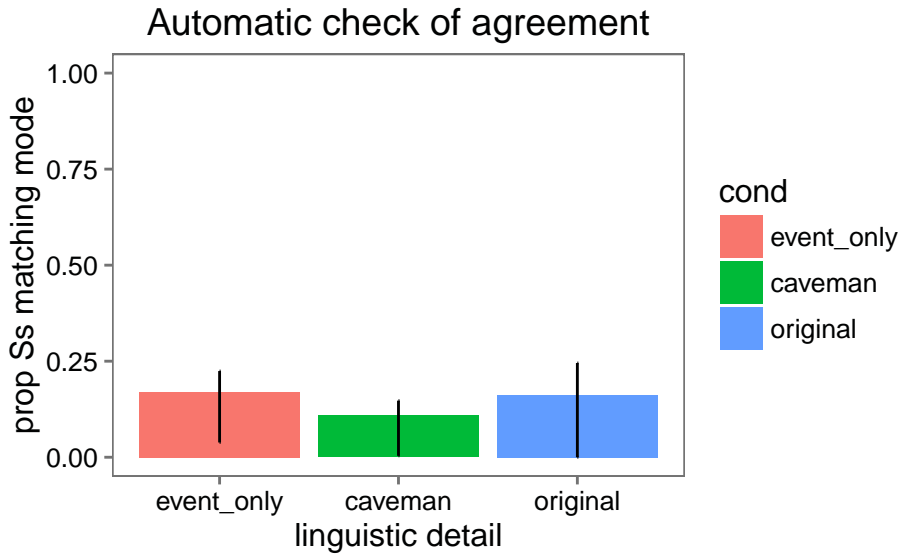 Automatic check of agreement
prop Ss matching mode
1.00
0.75
0.50
0.25
0.00
event_only
caveman
original
linguistic detail
cond
event_only
caveman
original